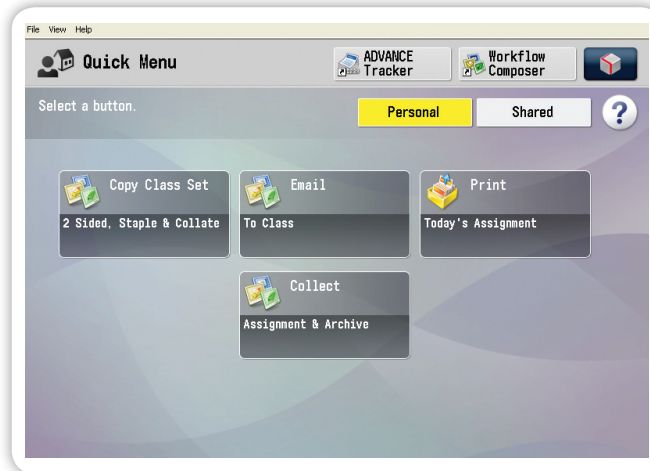 File View Help
Quick Menu
ADVANCE
Tracker
Workflow
Composer
Select a button.
Personal
Shared
?
Copy Class Set
2 Sided, Staple & Collate
Email
To Class
Print
Today's Assignment
Collect
Assignment & Archive